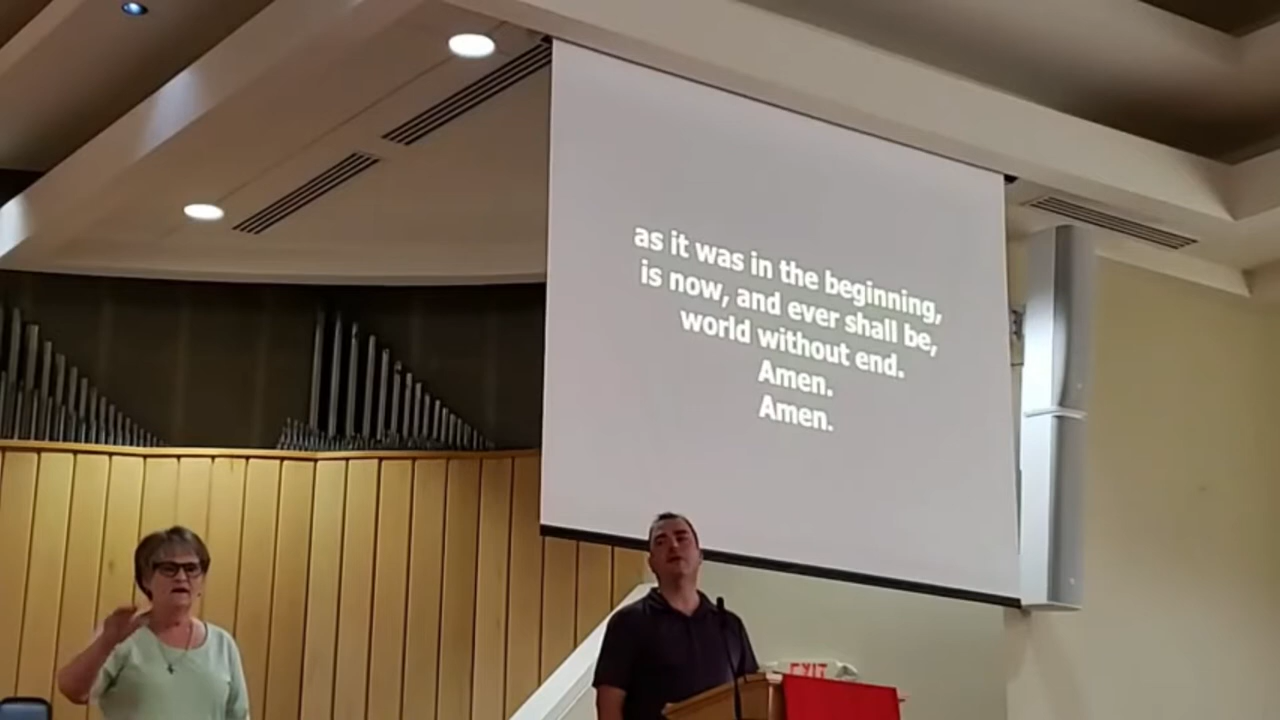 as it was in the beginning,
is now, and ever shall be,
world without end.
Amen.
Amen.
EXIT